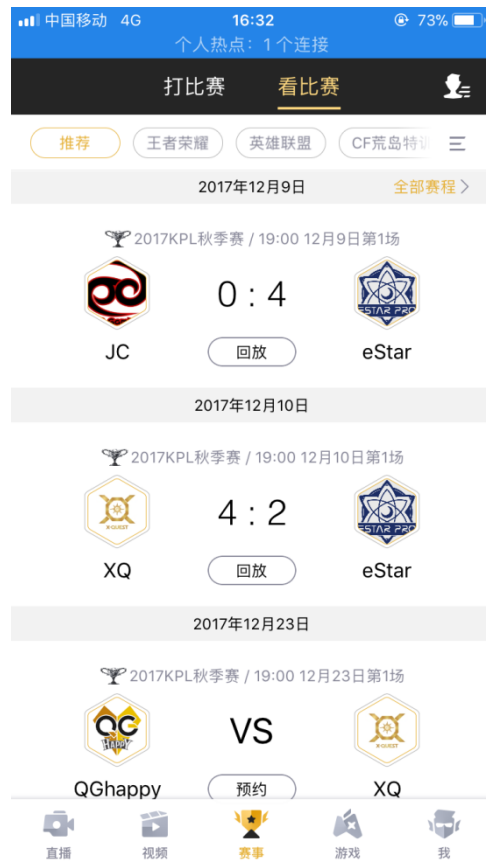 中国移动 4G 16:32 73%
个人热点：1 个连接
打比赛 看比赛
推荐 王者荣耀 英雄联盟 CF荒岛特训
2017年12月9日 全部赛程
2017KPL秋季赛 / 19:00 12月9日第1场
0 : 4
ESTAR PRO
JC 回放 eStar
2017年12月10日
2017KPL秋季赛 / 19:00 12月10日第1场
X·QUEST 4 : 2 ESTAR PRO
XQ 回放 eStar
2017年12月23日
2017KPL秋季赛 / 19:00 12月23日第1场
QG HAPPY VS X·QUEST
QGhappy 预约 XQ
直播 视频 赛事 游戏 我